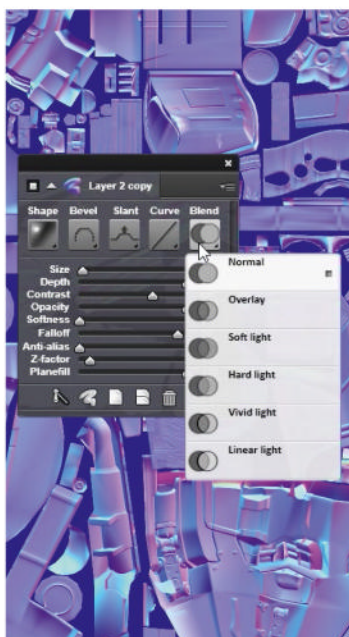 Layer 2 copy
Shape Bevel Slant Curve Blend
Size
Depth
Contrast
Opacity
Softness
Falloff
Anti-alias
Z-factor
Planefill
Normal
Overlay
Soft light
Hard light
Vivid light
Linear light